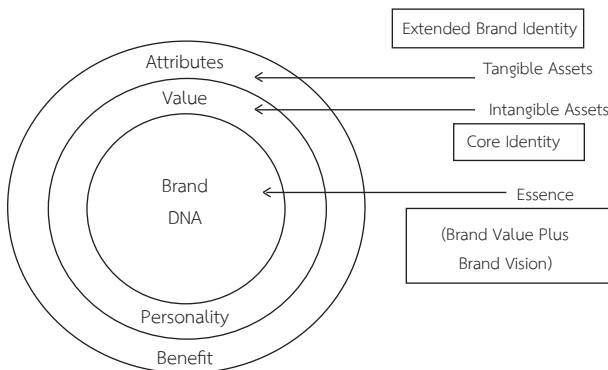 Extended Brand Identity
Attributes
Tangible Assets
Value
Intangible Assets
Core Identity
Brand
DNA
Essence
(Brand Value Plus
Brand Vision)
Personality
Benefit